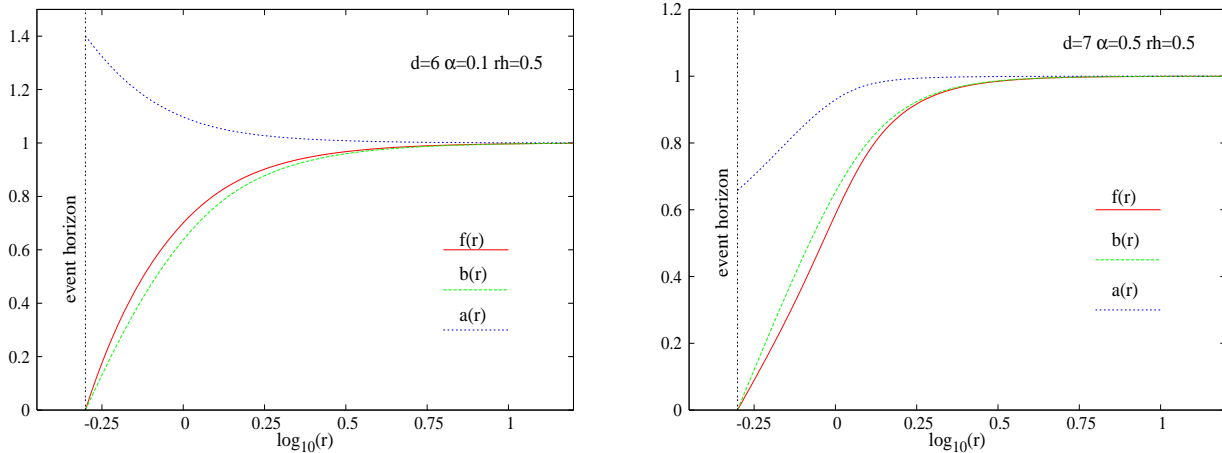 d=6 α=0.1 rh=0.5
1.4
1.2
1
0.8
0.6
0.4
0.2
0
event horizon
f(r)
b(r)
a(r)
-0.25 0 0.25 0.5 0.75 1
log10(r)
d=7 α=0.5 rh=0.5
1.2
1
0.8
0.6
0.4
0.2
0
event horizon
f(r)
b(r)
a(r)
-0.25 0 0.25 0.5 0.75 1
log10(r)